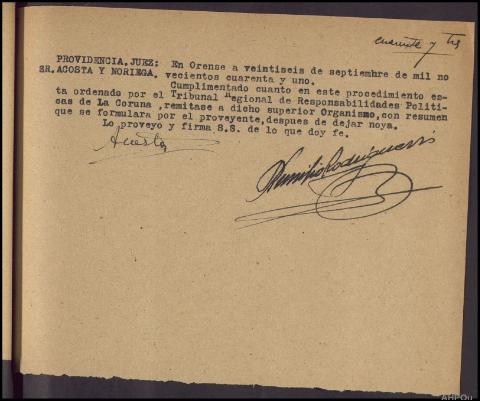 cuarenta y tres
PROVIDENCIA.JUEZ: En Orense a veintiseis de septiembre de mil no
SR.ACOSTA Y NORIEGA. vecientos cuarenta y uno.
Cumplimentado cuanto en este procedimiento es-
ta ordenado por el Tribunal Regional de Responsabilidades Politi-
cas de La Coruna ,remitase a dicho superior Organismo,con resumen
que se formulara por el proveyente,despues de dejar noya.
Lo proveyo y firma S.S. de lo que doy fe.
Acosta
AHPOu